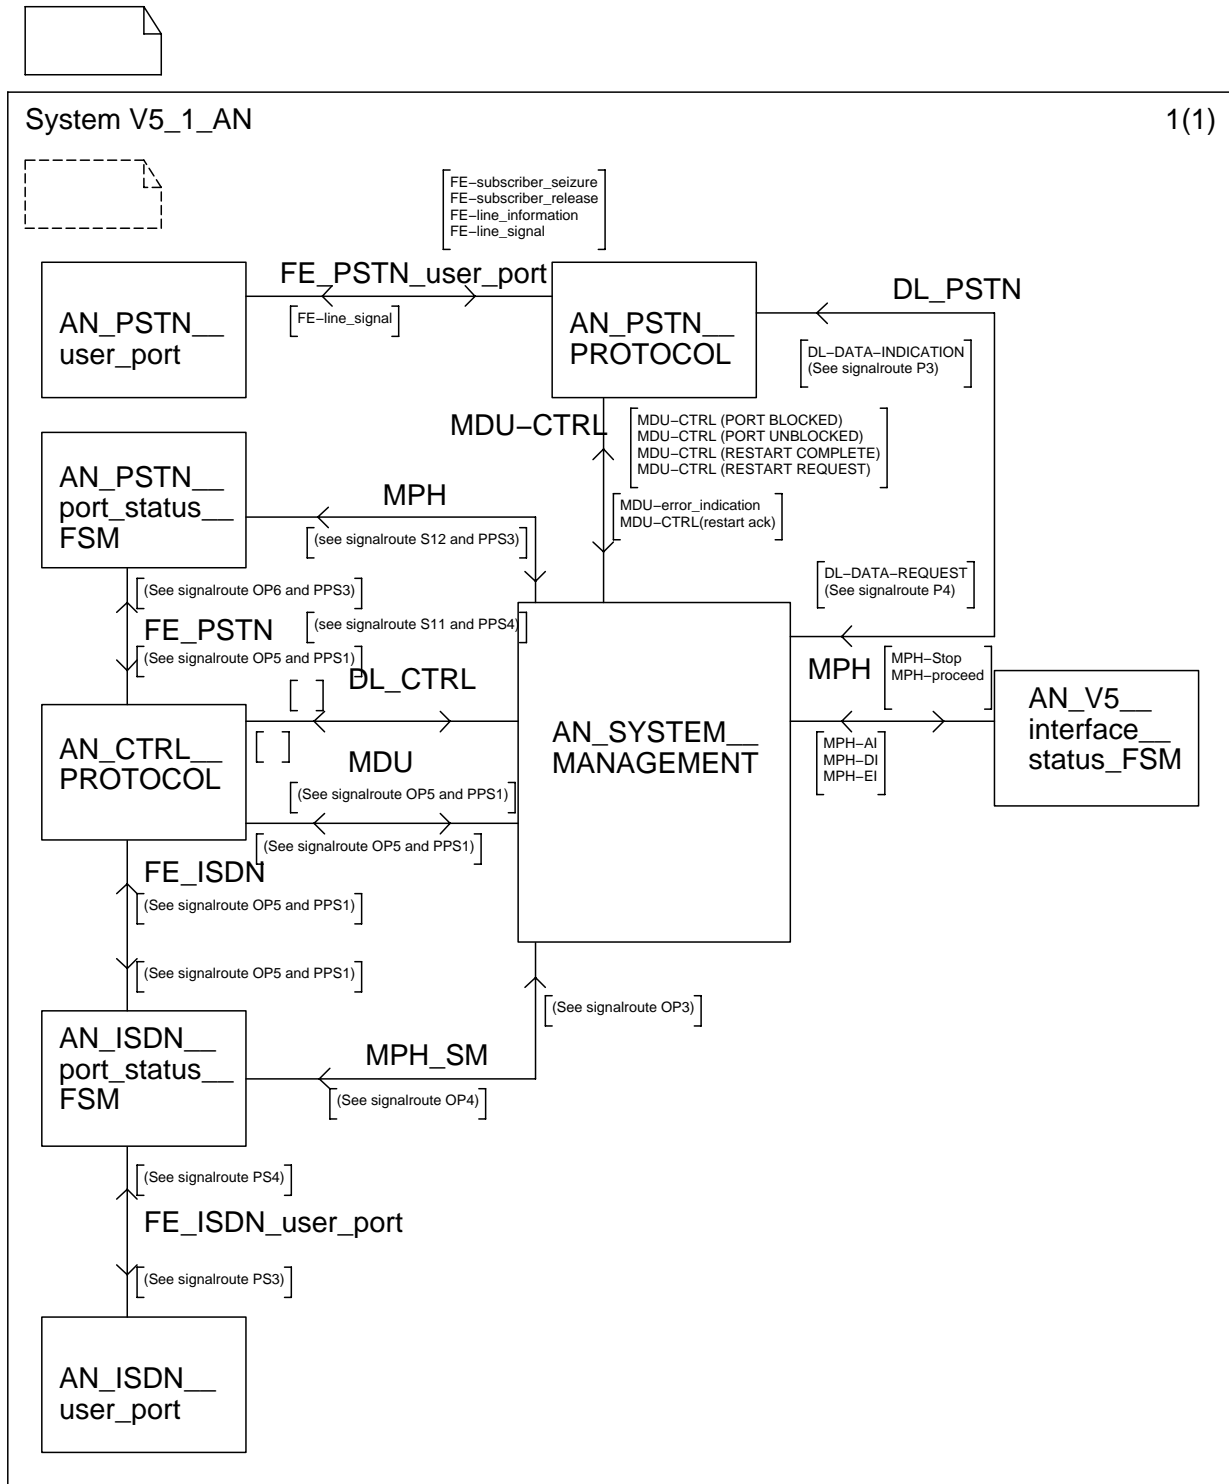 System V5_1_AN
1(1)
FE−subscriber_seizure
FE−subscriber_release
FE−line_information
FE−line_signal
FE_PSTN_user_port
FE−line_signal
AN_PSTN__
user_port
AN_PSTN__
PROTOCOL
DL_PSTN
DL−DATA−INDICATION
(See signalroute P3)
MDU−CTRL
MDU−CTRL (PORT BLOCKED)
MDU−CTRL (PORT UNBLOCKED)
MDU−CTRL (RESTART COMPLETE)
MDU−CTRL (RESTART REQUEST)
AN_PSTN__
port_status__
FSM
MPH
(see signalroute S12 and PPS3)
MDU−error_indication
MDU−CTRL(restart ack)
DL−DATA−REQUEST
(See signalroute P4)
(See signalroute OP6 and PPS3)
FE_PSTN
(see signalroute S11 and PPS4)
(See signalroute OP5 and PPS1)
DL_CTRL
MPH
MPH−Stop
MPH−proceed
AN_CTRL__
PROTOCOL
AN_SYSTEM__
MANAGEMENT
AN_V5__
interface__
status_FSM
MPH−AI
MPH−DI
MPH−EI
MDU
(See signalroute OP5 and PPS1)
(See signalroute OP5 and PPS1)
FE_ISDN
(See signalroute OP5 and PPS1)
(See signalroute OP5 and PPS1)
(See signalroute OP3)
AN_ISDN__
port_status__
FSM
MPH_SM
(See signalroute OP4)
(See signalroute PS4)
FE_ISDN_user_port
(See signalroute PS3)
AN_ISDN__
user_port